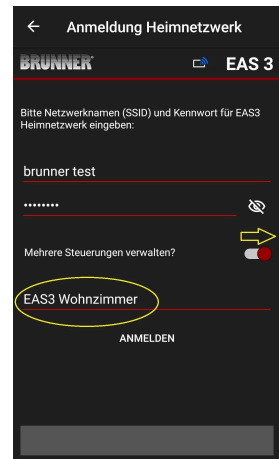 Anmeldung Heimnetzwerk
BRUNNER
EAS 3
Bitte Netzwerknamen (SSID) und Kennwort für EAS3
Heimnetzwerk eingeben:
brunner test
••••••••
Mehrere Steuerungen verwalten?
EAS3 Wohnzimmer
ANMELDEN